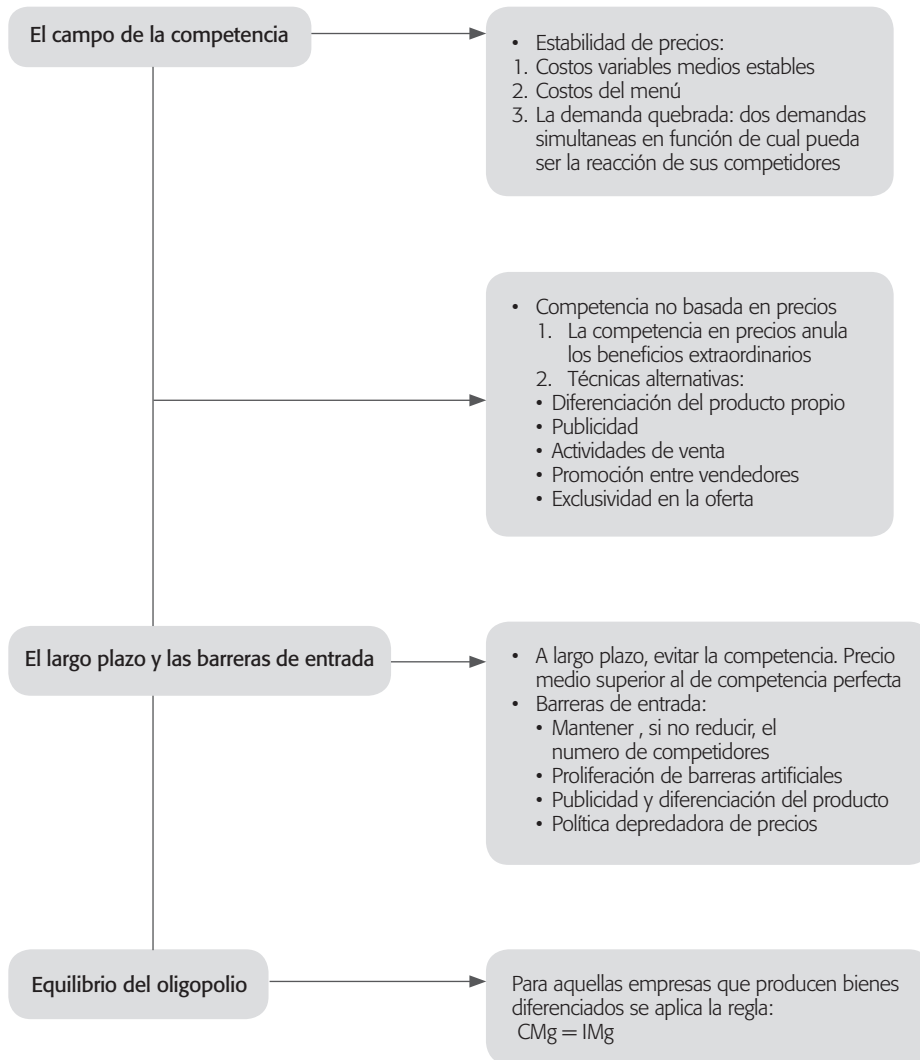 El campo de la competencia
• Estabilidad de precios:
1. Costos variables medios estables
2. Costos del menú
3. La demanda quebrada: dos demandas
simultaneas en función de cual pueda
ser la reacción de sus competidores
• Competencia no basada en precios
1. La competencia en precios anula
los beneficios extraordinarios
2. Técnicas alternativas:
• Diferenciación del producto propio
• Publicidad
• Actividades de venta
• Promoción entre vendedores
• Exclusividad en la oferta
El largo plazo y las barreras de entrada
• A largo plazo, evitar la competencia. Precio
medio superior al de competencia perfecta
• Barreras de entrada:
• Mantener , si no reducir, el
numero de competidores
• Proliferación de barreras artificiales
• Publicidad y diferenciación del producto
• Política depredadora de precios
Equilibrio del oligopolio
Para aquellas empresas que producen bienes
diferenciados se aplica la regla:
CMg = IMg